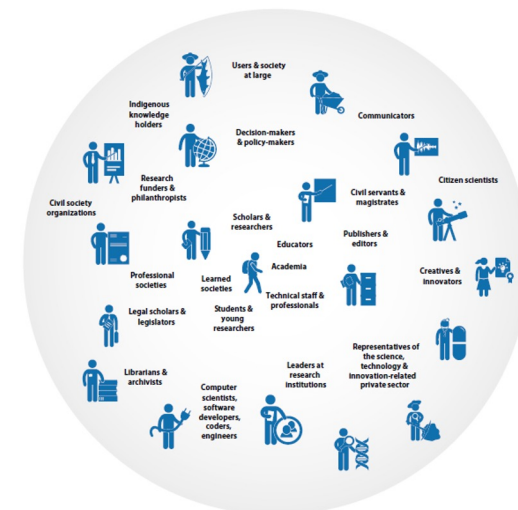 Users & society
at large
Indigenous
knowledge
holders
Communicators
Decision-makers
& policy-makers
Research
funders &
philanthropists
Citizen scientists
Civil servants &
magistrates
Civil society
organizations
Scholars &
researchers
Publishers &
editors
Educators
Academia
Professional
societies
Learned
societies
Creatives &
innovators
Technical staff &
professionals
Legal scholars &
legislators
Students &
young
researchers
Representatives of
the science,
technology &
innovation-related
private sector
Leaders at
research
institutions
Librarians &
archivists
Computer
scientists,
software
developers,
coders,
engineers